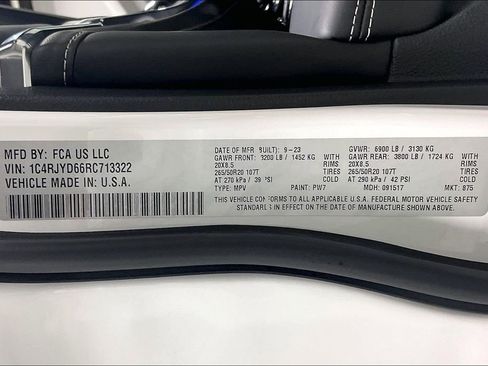 MFD BY: FCA US LLC
VIN: 1C4RJYD66RC713322
VEHICLE MADE IN: U.S.A.
DATE OF MFR (BUILT): 9-23 GVWR: 6900 LB / 3130 KG
GAWR FRONT: 3200 LB / 1452 KG WITH GAWR REAR: 3800 LB / 1724 KG WITH
20X8.5 RIMS 20X8.5 RIMS
265/50R20 107T TIRES 265/50R20 107T TIRES
AT 270 kPa / 39 PSI COLD AT 290 kPa / 42 PSI COLD
TYPE: MPV PAINT: PW7 MDH: 091517 MKT: 875
THIS VEHICLE CONFORMS TO ALL APPLICABLE U.S.A. FEDERAL MOTOR VEHICLE SAFETY
STANDARDS IN EFFECT ON THE DATE OF MANUFACTURE SHOWN ABOVE.